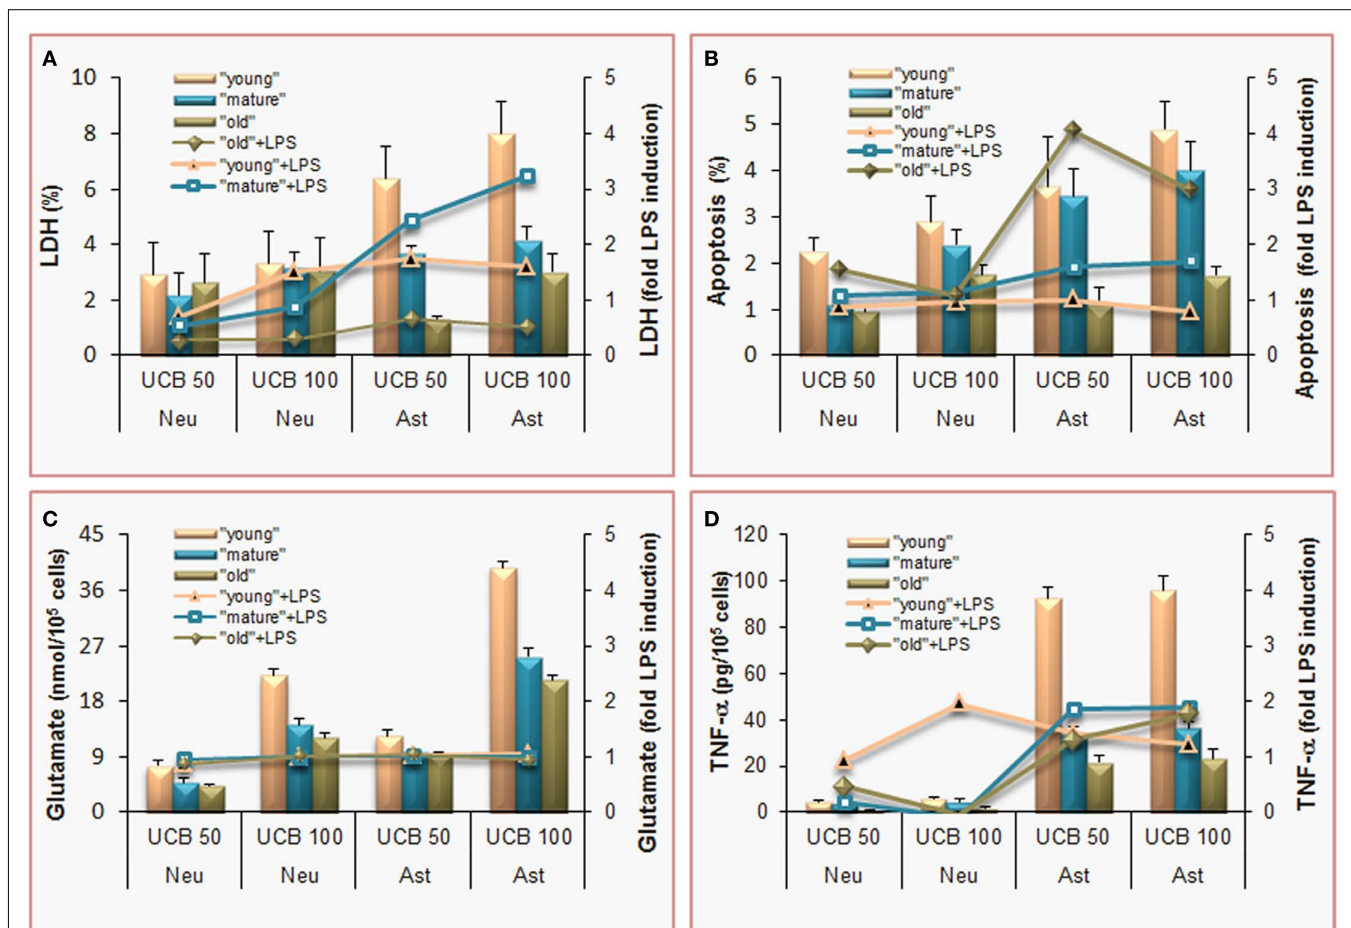 A
LDH (%)
10
8
6
4
2
0
"young"
"mature"
"old"
"old"+LPS
"young"+LPS
"mature"+LPS
5
4
3
2
1
0
LDH (fold LPS induction)
UCB 50 UCB 100 UCB 50 UCB 100
Neu Neu Ast Ast
B
Apoptosis (%)
6
5
4
3
2
1
0
"young"
"mature"
"old"
"young"+LPS
"mature"+LPS
"old"+LPS
5
4
3
2
1
0
Apoptosis (fold LPS induction)
UCB 50 UCB 100 UCB 50 UCB 100
Neu Neu Ast Ast
C
Glutamate (nmol/10⁵ cells)
45
36
27
18
9
0
"young"
"mature"
"old"
"young"+LPS
"mature"+LPS
"old"+LPS
5
4
3
2
1
0
Glutamate (fold LPS induction)
UCB 50 UCB 100 UCB 50 UCB 100
Neu Neu Ast Ast
D
TNF-α (pg/10⁵ cells)
120
100
80
60
40
20
0
"young"
"mature"
"old"
"young"+LPS
"mature"+LPS
"old"+LPS
5
4
3
2
1
0
TNF-α (fold LPS induction)
UCB 50 UCB 100 UCB 50 UCB 100
Neu Neu Ast Ast